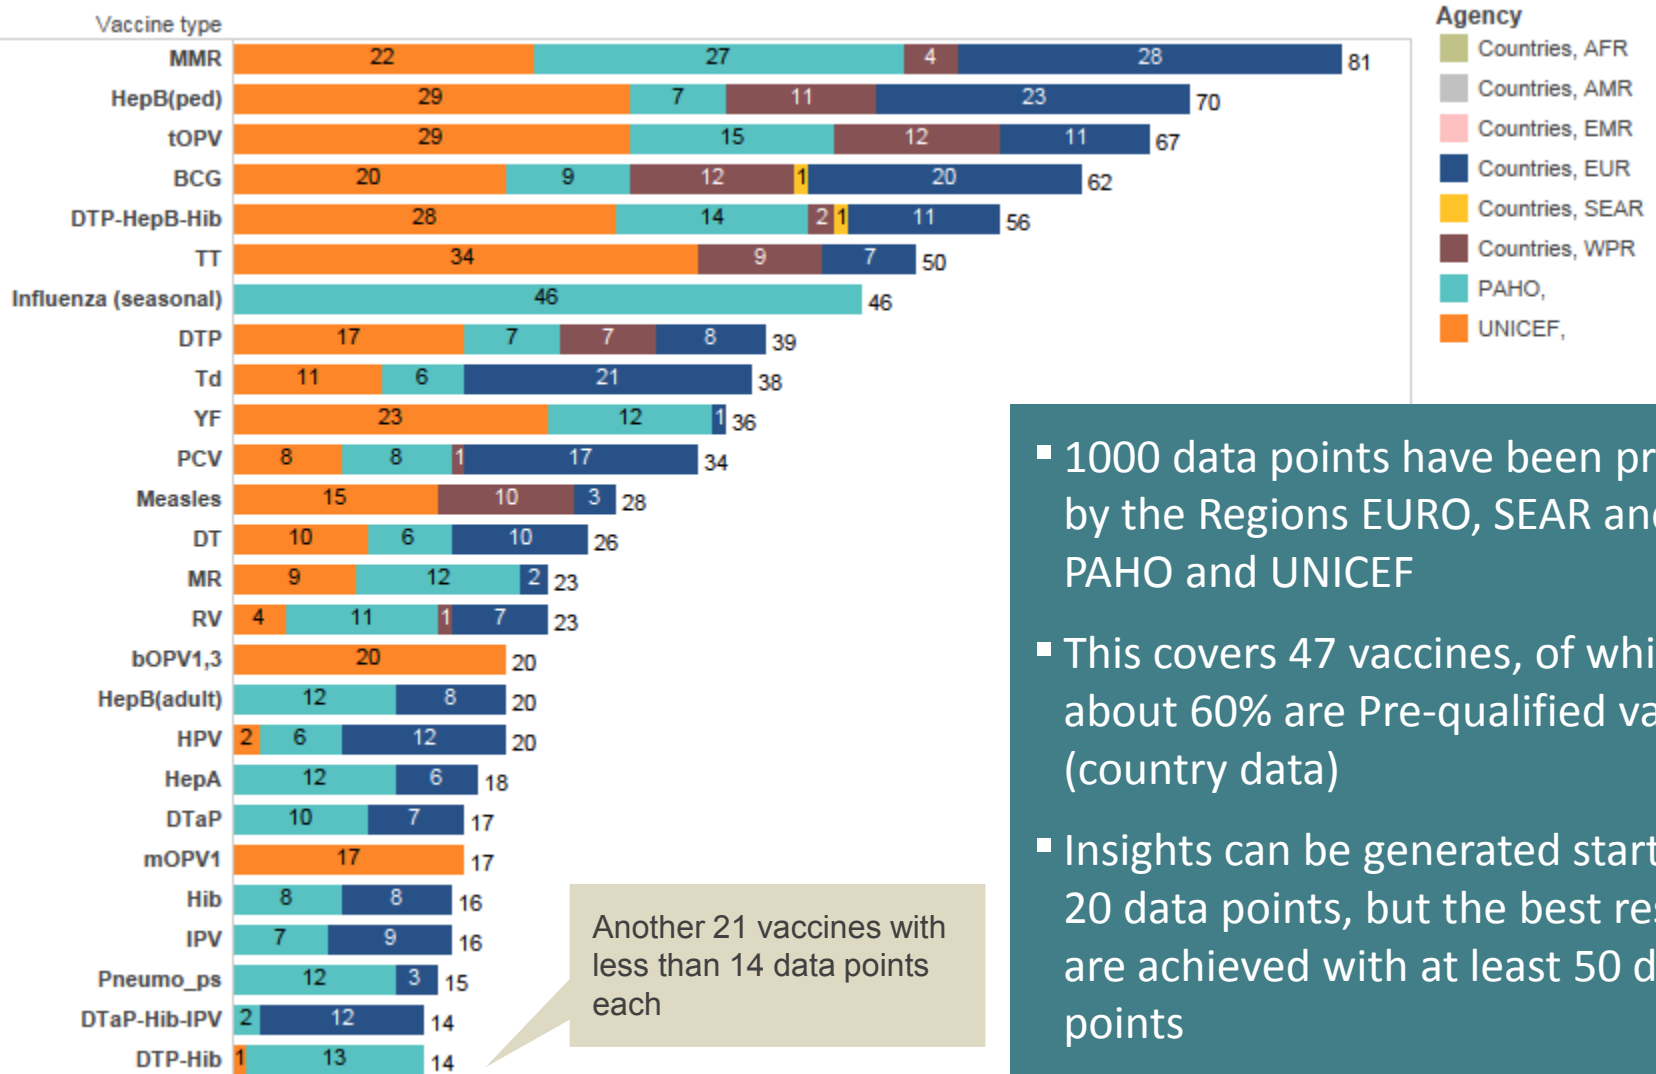 Vaccine type
MMR 22 27 4 28 81
HepB(ped) 29 7 11 23 70
tOPV 29 15 12 11 67
BCG 20 9 12 1 20 62
DTP-HepB-Hib 28 14 2 1 11 56
TT 34 9 7 50
Influenza (seasonal) 46 46
DTP 17 7 7 8 39
Td 11 6 21 38
YF 23 12 1 36
PCV 8 8 1 17 34
Measles 15 10 3 28
DT 10 6 10 26
MR 9 12 2 23
RV 4 11 1 7 23
bOPV1,3 20 20
HepB(adult) 12 8 20
HPV 2 6 12 20
HepA 12 6 18
DTaP 10 7 17
mOPV1 17 17
Hib 8 8 16
IPV 7 9 16
Pneumo_ps 12 3 15
DTaP-Hib-IPV 2 12 14
DTP-Hib 1 13 14
Agency
Countries, AFR
Countries, AMR
Countries, EMR
Countries, EUR
Countries, SEAR
Countries, WPR
PAHO,
UNICEF,
Another 21 vaccines with
less than 14 data points
each
▪ 1000 data points have been
by the Regions EURO, SEAR
PAHO and UNICEF
▪ This covers 47 vaccines, of
about 60% are Pre-qualified
(country data)
▪ Insights can be generated
20 data points, but the best
are achieved with at least 50
points